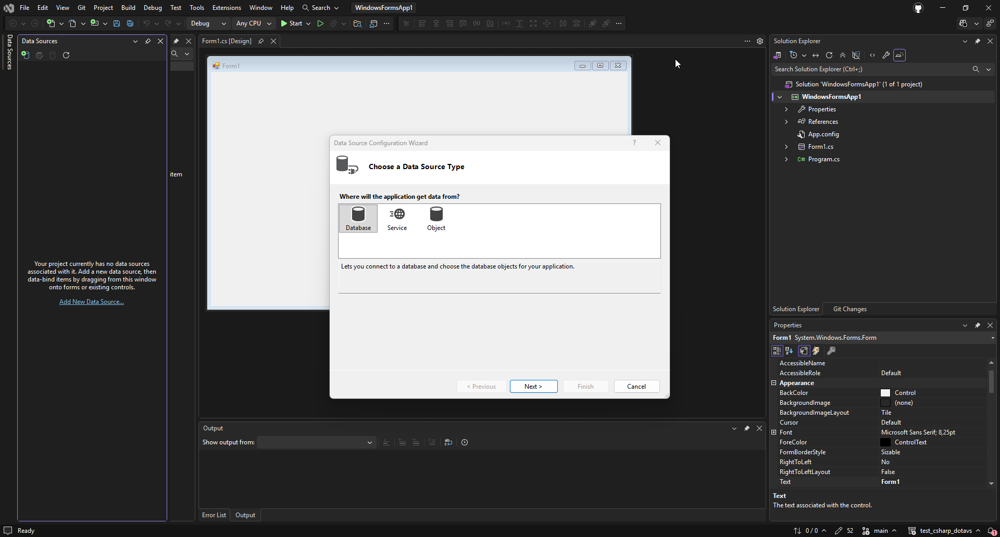 File Edit View Git Project Build Debug Test Tools Extensions Window Help Search WindowsFormsApp1
Debug Any CPU Start
Data Sources
Data Sources
Your project currently has no data sources
associated with it. Add a new data source, then
data-bind items by dragging from this window
onto forms or existing controls.
Add New Data Source...
item
Form1.cs [Design]
Form1
Data Source Configuration Wizard
?
Choose a Data Source Type
Where will the application get data from?
Database Service Object
Lets you connect to a database and choose the database objects for your application.
< Previous Next > Finish Cancel
Output
Show output from:
Error List Output
Solution Explorer
Search Solution Explorer (Ctrl+;)
Solution 'WindowsFormsApp1' (1 of 1 project)
C# WindowsFormsApp1
Properties
References
App.config
Form1.cs
C# Program.cs
Solution Explorer Git Changes
Properties
Form1 System.Windows.Forms.Form
AccessibleName
AccessibleRole Default
Appearance
BackColor Control
BackgroundImage (none)
BackgroundImageLayout Tile
Cursor Default
Font Microsoft Sans Serif; 8,25pt
ForeColor ControlText
FormBorderStyle Sizable
RightToLeft No
RightToLeftLayout False
Text Form1
Text
The text associated with the control.
Ready
0 / 0 52 main test_csharp_dotavs 1